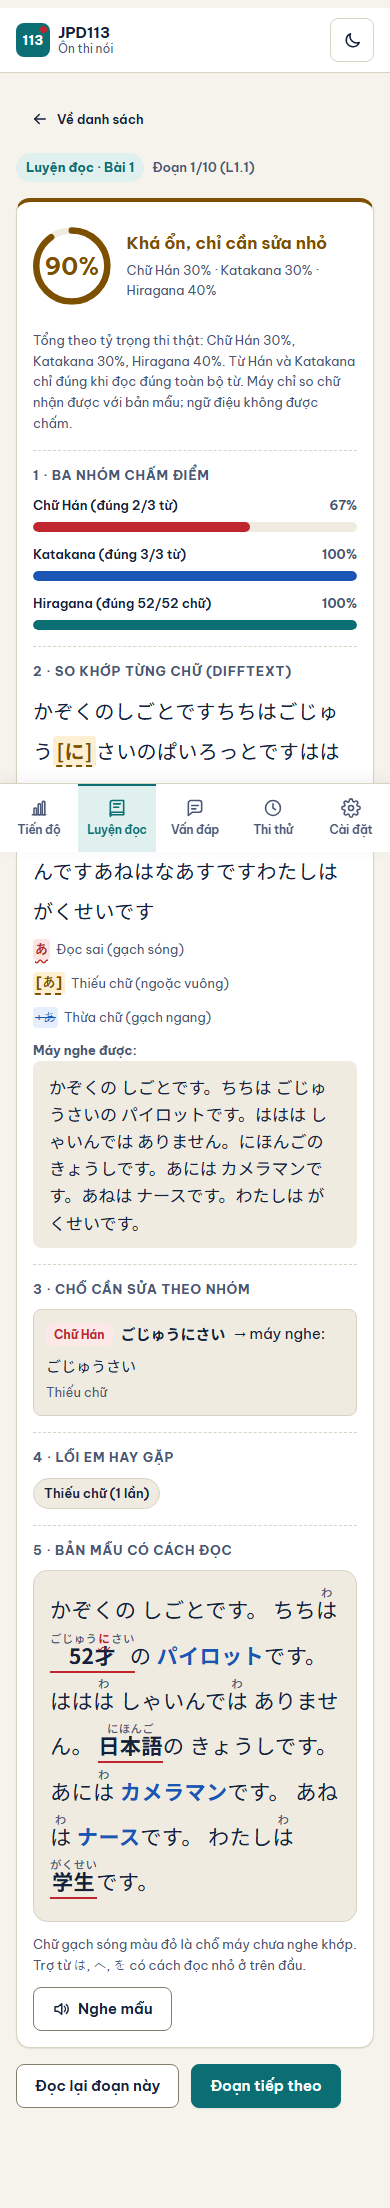 113
JPD113
Ôn thi nói
← Về danh sách
Luyện đọc · Bài 1 Đoạn 1/10 (L1.1)
90%
Khá ổn, chỉ cần sửa nhỏ
Chữ Hán 30% · Katakana 30% ·
Hiragana 40%
Tổng theo tỷ trọng thi thật: Chữ Hán 30%,
Katakana 30%, Hiragana 40%. Từ Hán và Katakana
chỉ đúng khi đọc đúng toàn bộ từ. Máy chỉ so chữ
nhận được với bản mẫu; ngữ điệu không được
chấm.
1 · BA NHÓM CHẤM ĐIỂM
Chữ Hán (đúng 2/3 từ) 67%
Katakana (đúng 3/3 từ) 100%
Hiragana (đúng 52/52 chữ) 100%
2 · SO KHỚP TỪNG CHỮ (DIFFTEXT)
かぞくのしごとですちちはごじゅ
う[に]さいのぱいろっとですはは
Tiến độ
Luyện đọc
Vấn đáp
Thi thử
Cài đặt
んですあねはなあすですわたしは
がくせいです
あ Đọc sai (gạch sóng)
[あ] Thiếu chữ (ngoặc vuông)
+あ Thừa chữ (gạch ngang)
Máy nghe được:
かぞくの しごとです。ちちは ごじゅ
うさいの パイロットです。ははは し
ゃいんでは ありません。にほんごの
きょうしです。あには カメラマンで
す。あねは ナースです。わたしは が
くせいです。
3 · CHỖ CẦN SỬA THEO NHÓM
Chữ Hán ごじゅうにさい → máy nghe:
ごじゅうさい
Thiếu chữ
4 · LỖI EM HAY GẶP
Thiếu chữ (1 lần)
5 · BẢN MẪU CÓ CÁCH ĐỌC
わ
かぞくの しごとです。 ちちは
ごじゅうにさい
52才の パイロットです。
わ わ
ははは しゃいんでは ありませ
にほんご
ん。 日本語の きょうしです。
わ
あには カメラマンです。 あね
わ わ
は ナースです。 わたしは
がくせい
学生です。
Chữ gạch sóng màu đỏ là chỗ máy chưa nghe khớp.
Trợ từ は, へ, を có cách đọc nhỏ ở trên đầu.
Nghe mẫu
Đọc lại đoạn này
Đoạn tiếp theo